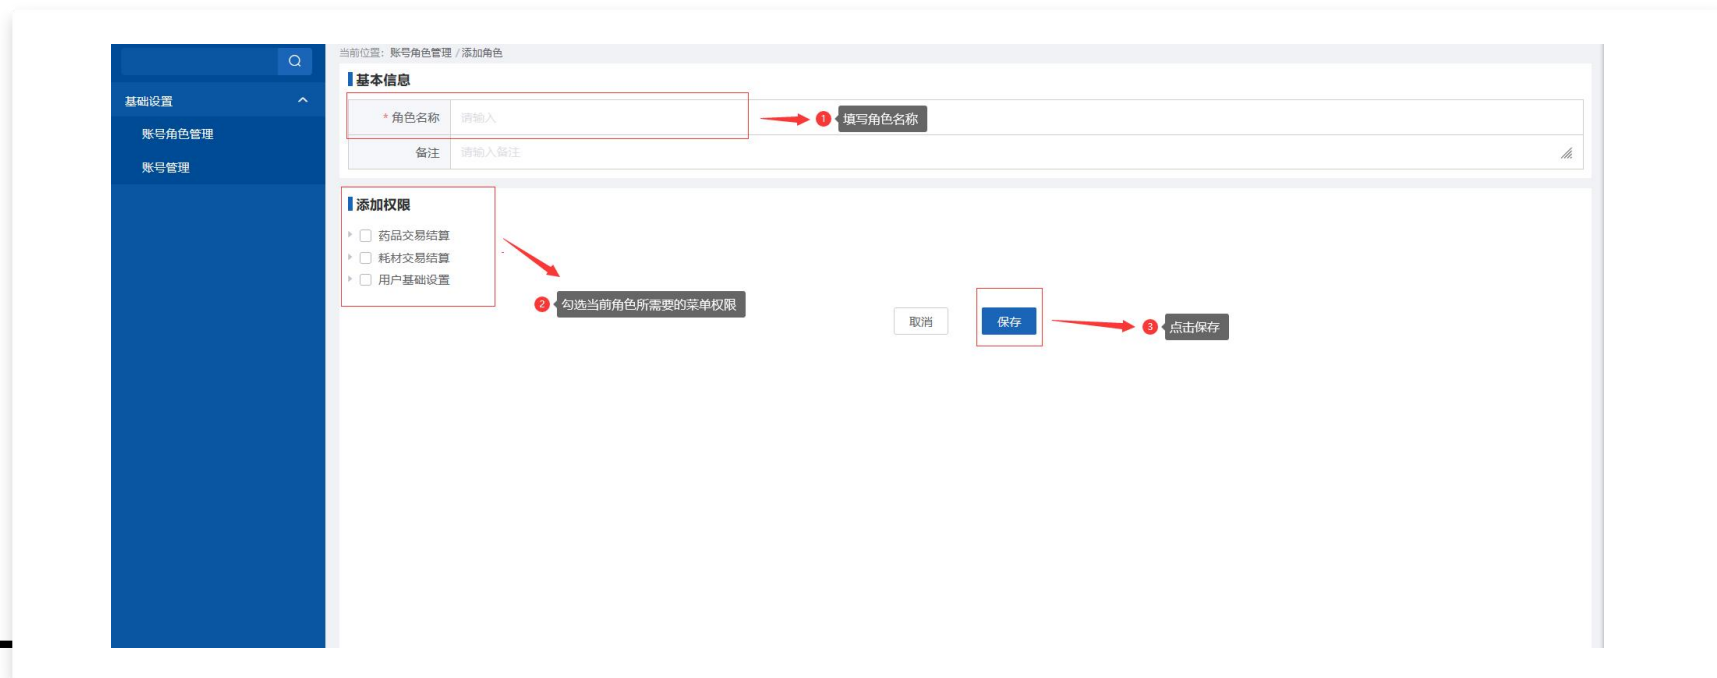 当前位置：账号角色管理 / 添加角色
基础设置
账号角色管理
账号管理
基本信息
* 角色名称 请输入
1 填写角色名称
备注 请输入备注
添加权限
药品交易结算
耗材交易结算
用户基础设置
2 勾选当前角色所需要的菜单权限
取消
保存
3 点击保存